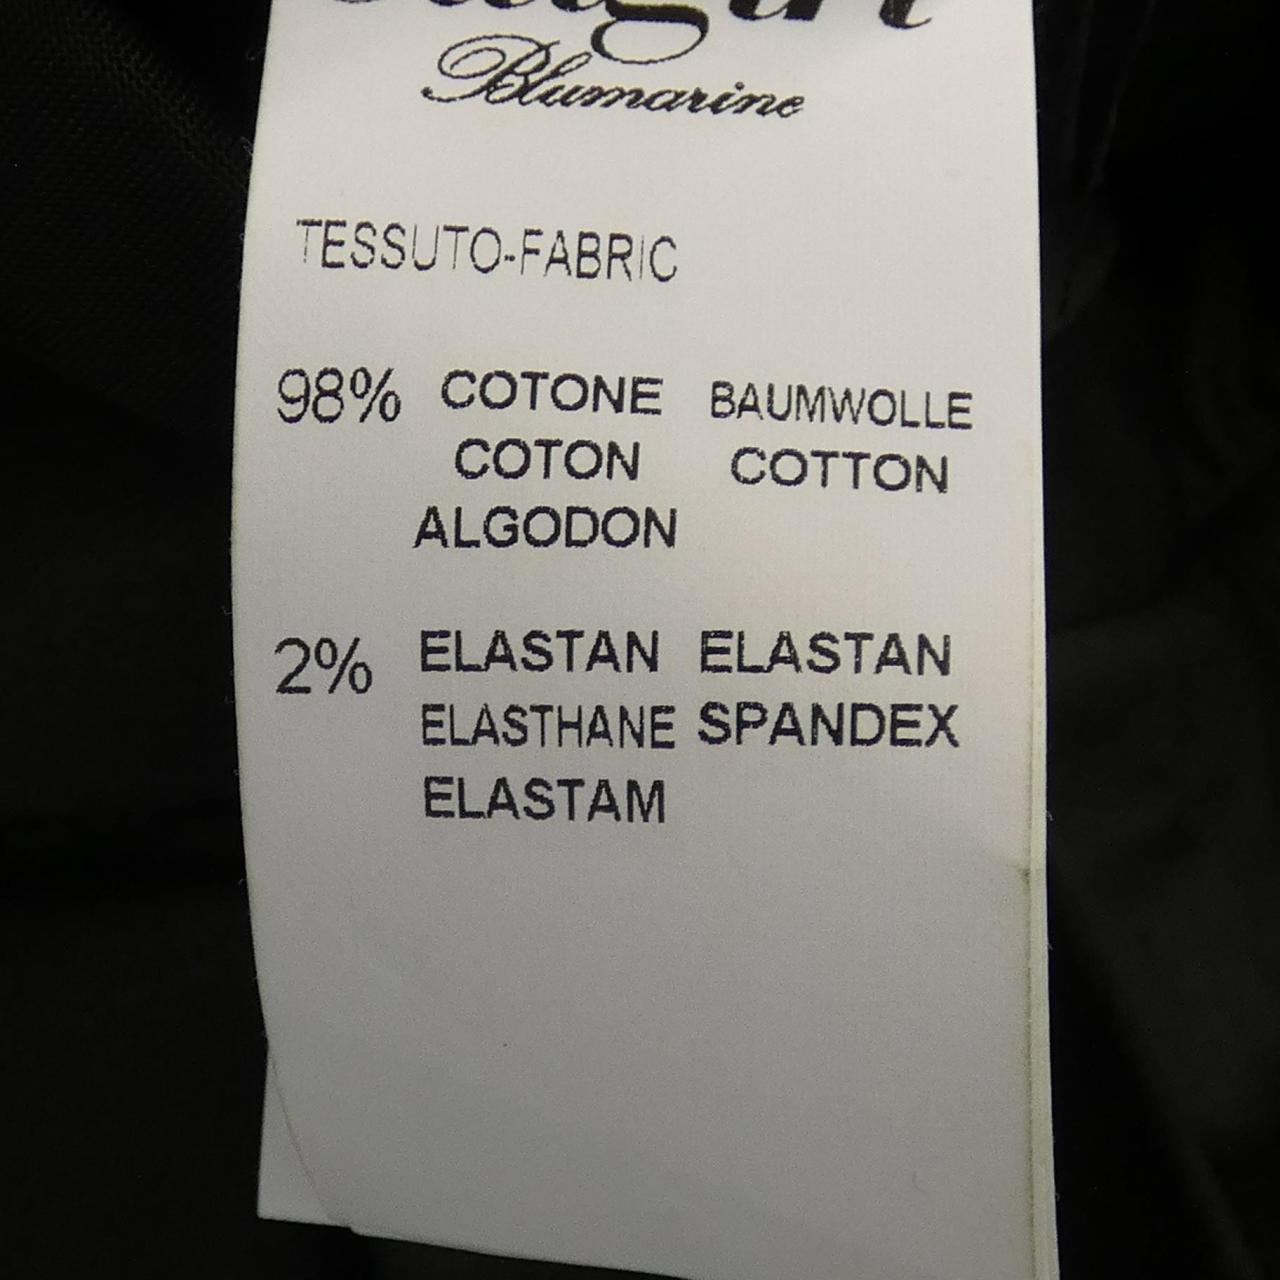 Blumarine
TESSUTO-FABRIC
98% COTONE BAUMWOLLE
COTON COTTON
ALGODON
2% ELASTAN ELASTAN
ELASTHANE SPANDEX
ELASTAM